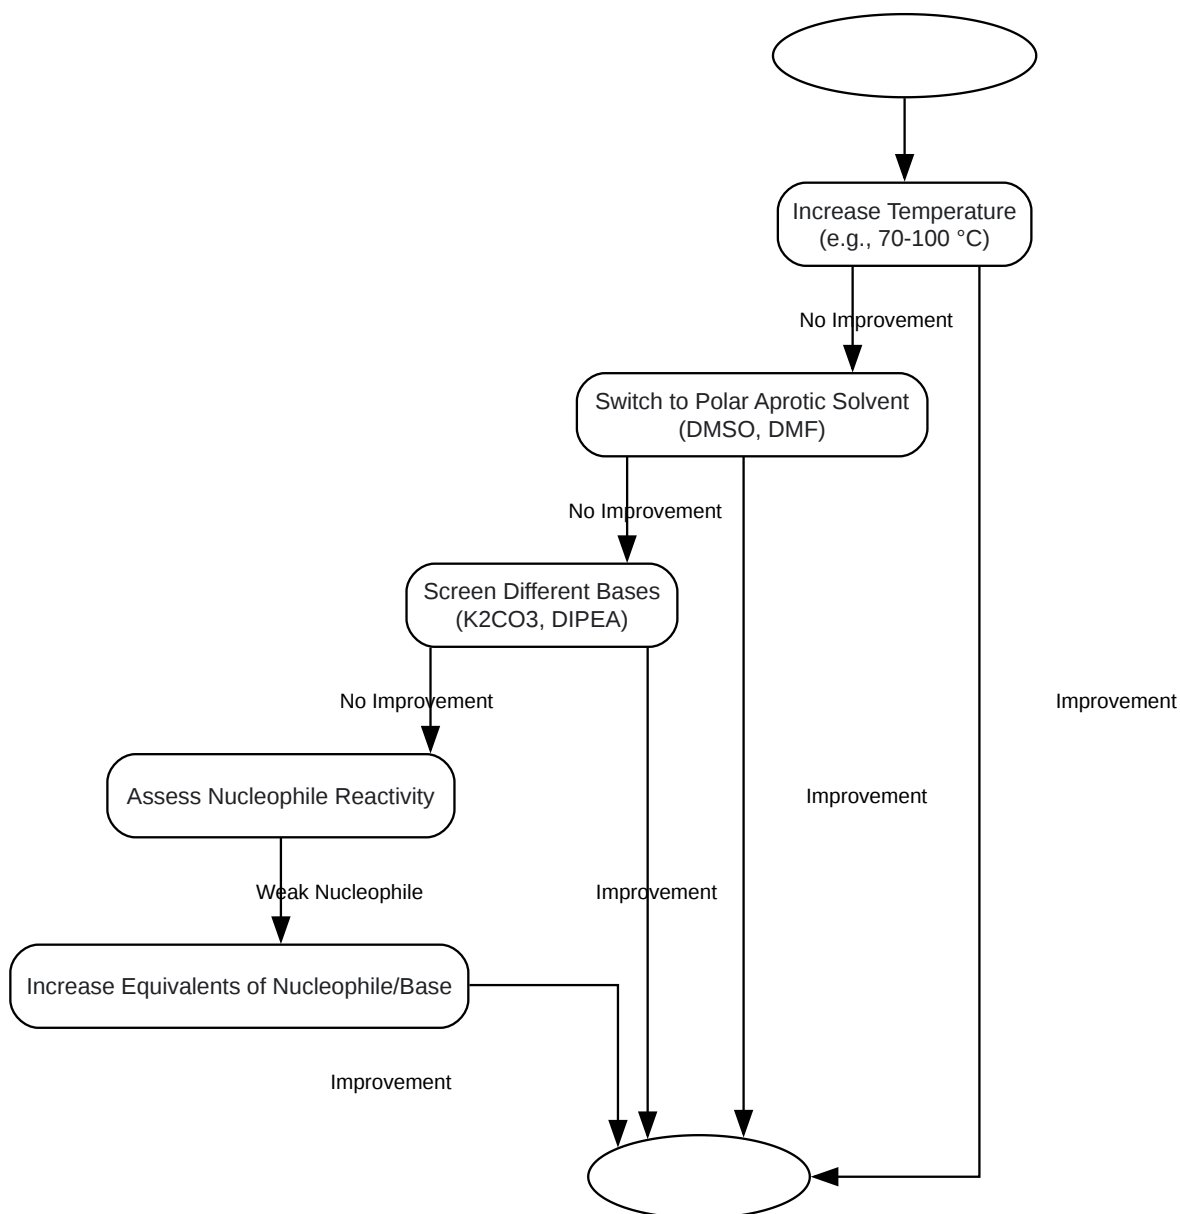 Increase Temperature
(e.g., 70-100 °C)
No Improvement
Switch to Polar Aprotic Solvent
(DMSO, DMF)
No Improvement
Screen Different Bases
(K2CO3, DIPEA)
No Improvement
Improvement
Assess Nucleophile Reactivity
Improvement
Weak Nucleophile
Improvement
Increase Equivalents of Nucleophile/Base
Improvement